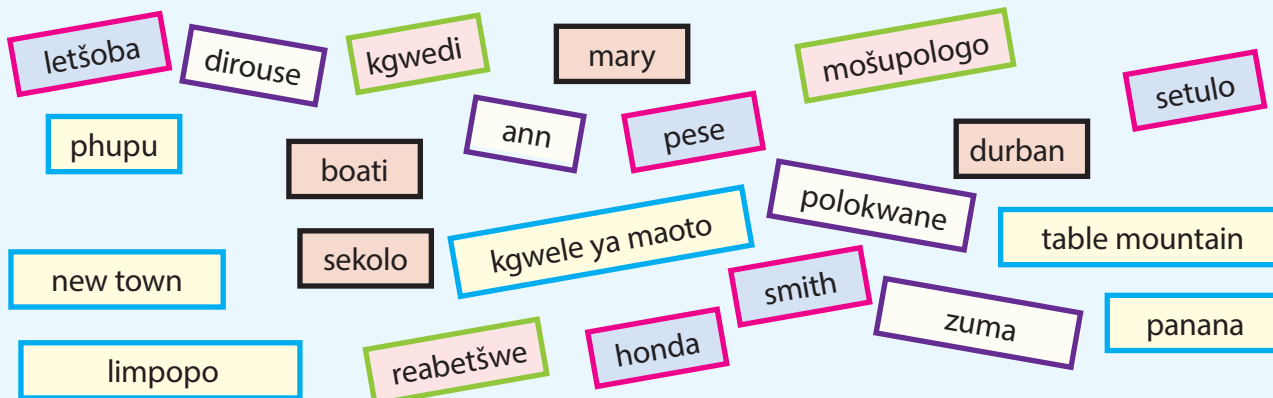 letšoba
dirouse
kgwedi
mary
mošupologo
setulo
phupu
boati
ann
pese
durban
polokwane
sekolo
kgwele ya maoto
table mountain
new town
smith
zuma
panana
limpopo
reabetšwe
honda